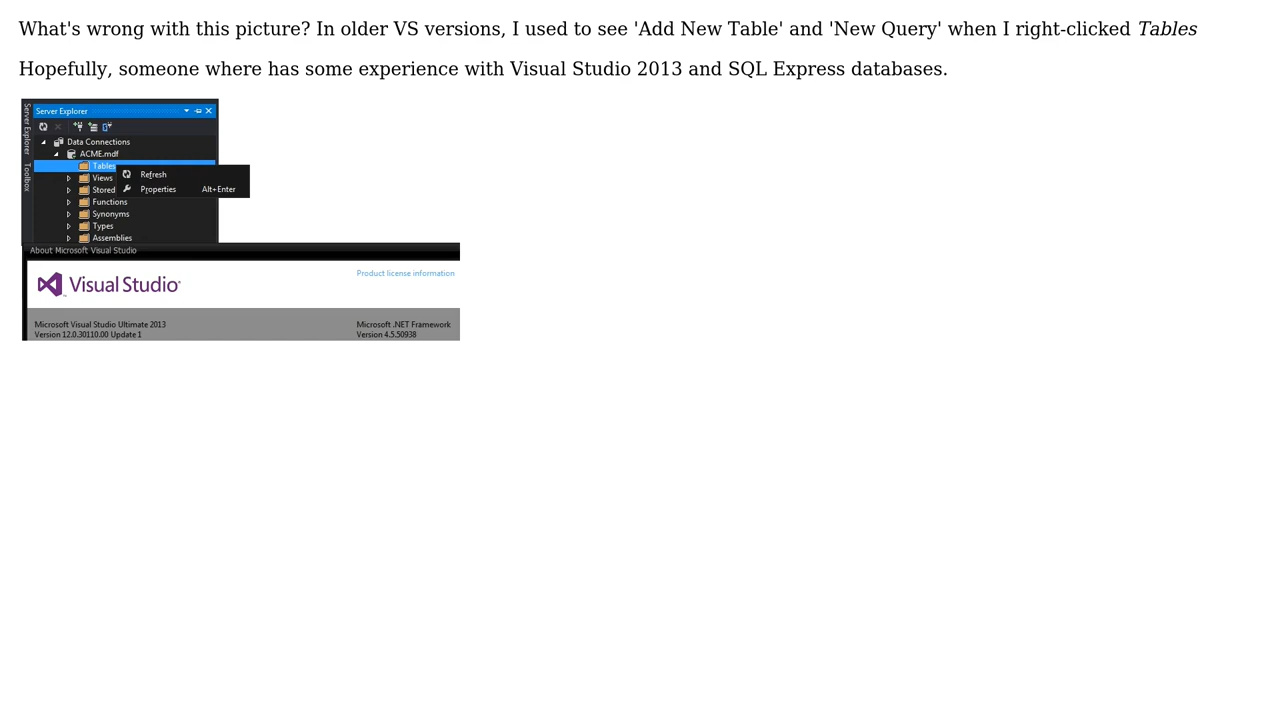 What's wrong with this picture? In older VS versions, I used to see 'Add New Table' and 'New Query' when I right-clicked Tables
Hopefully, someone where has some experience with Visual Studio 2013 and SQL Express databases.
Server Explorer
Toolbox
Server Explorer
Data Connections
ACME.mdf
Tables
Refresh
Views
Properties Alt+Enter
Stored
Functions
Synonyms
Types
Assemblies
About Microsoft Visual Studio
Product license information
Visual Studio
Microsoft Visual Studio Ultimate 2013 Microsoft .NET Framework
Version 12.0.30110.00 Update 1 Version 4.5.50938